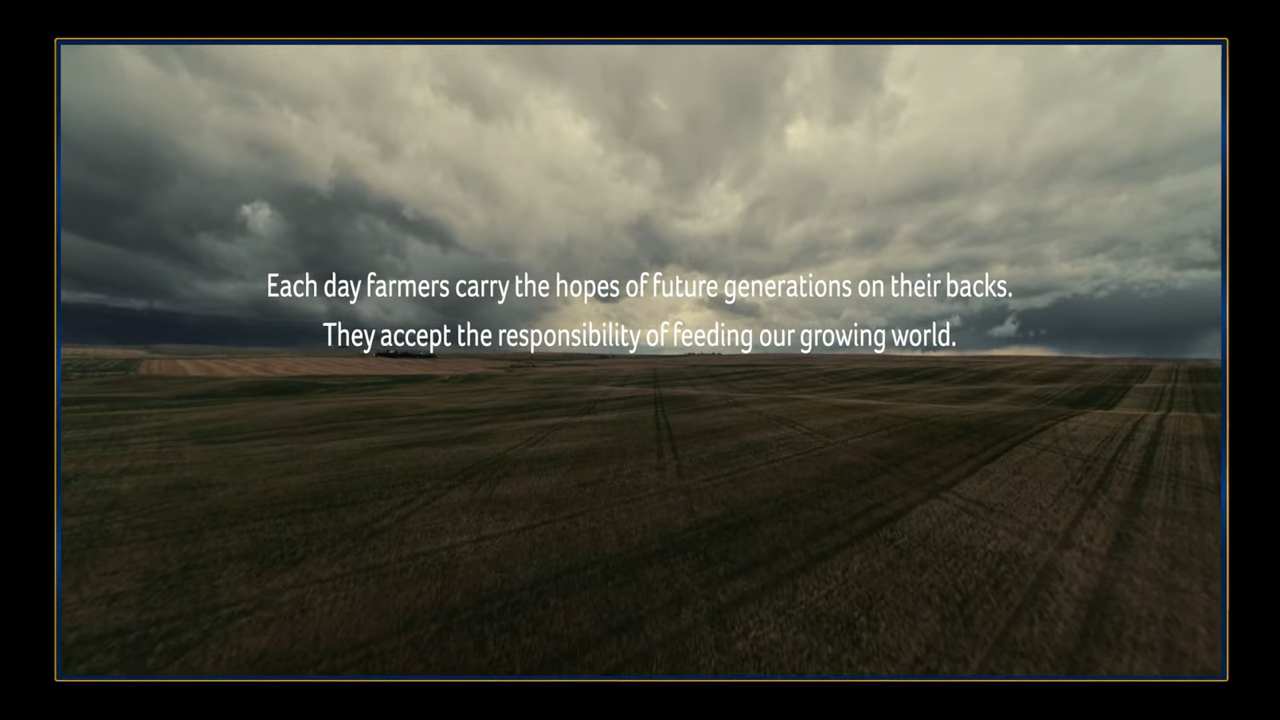 Each day farmers carry the hopes of future generations on their backs.
They accept the responsibility of feeding our growing world.